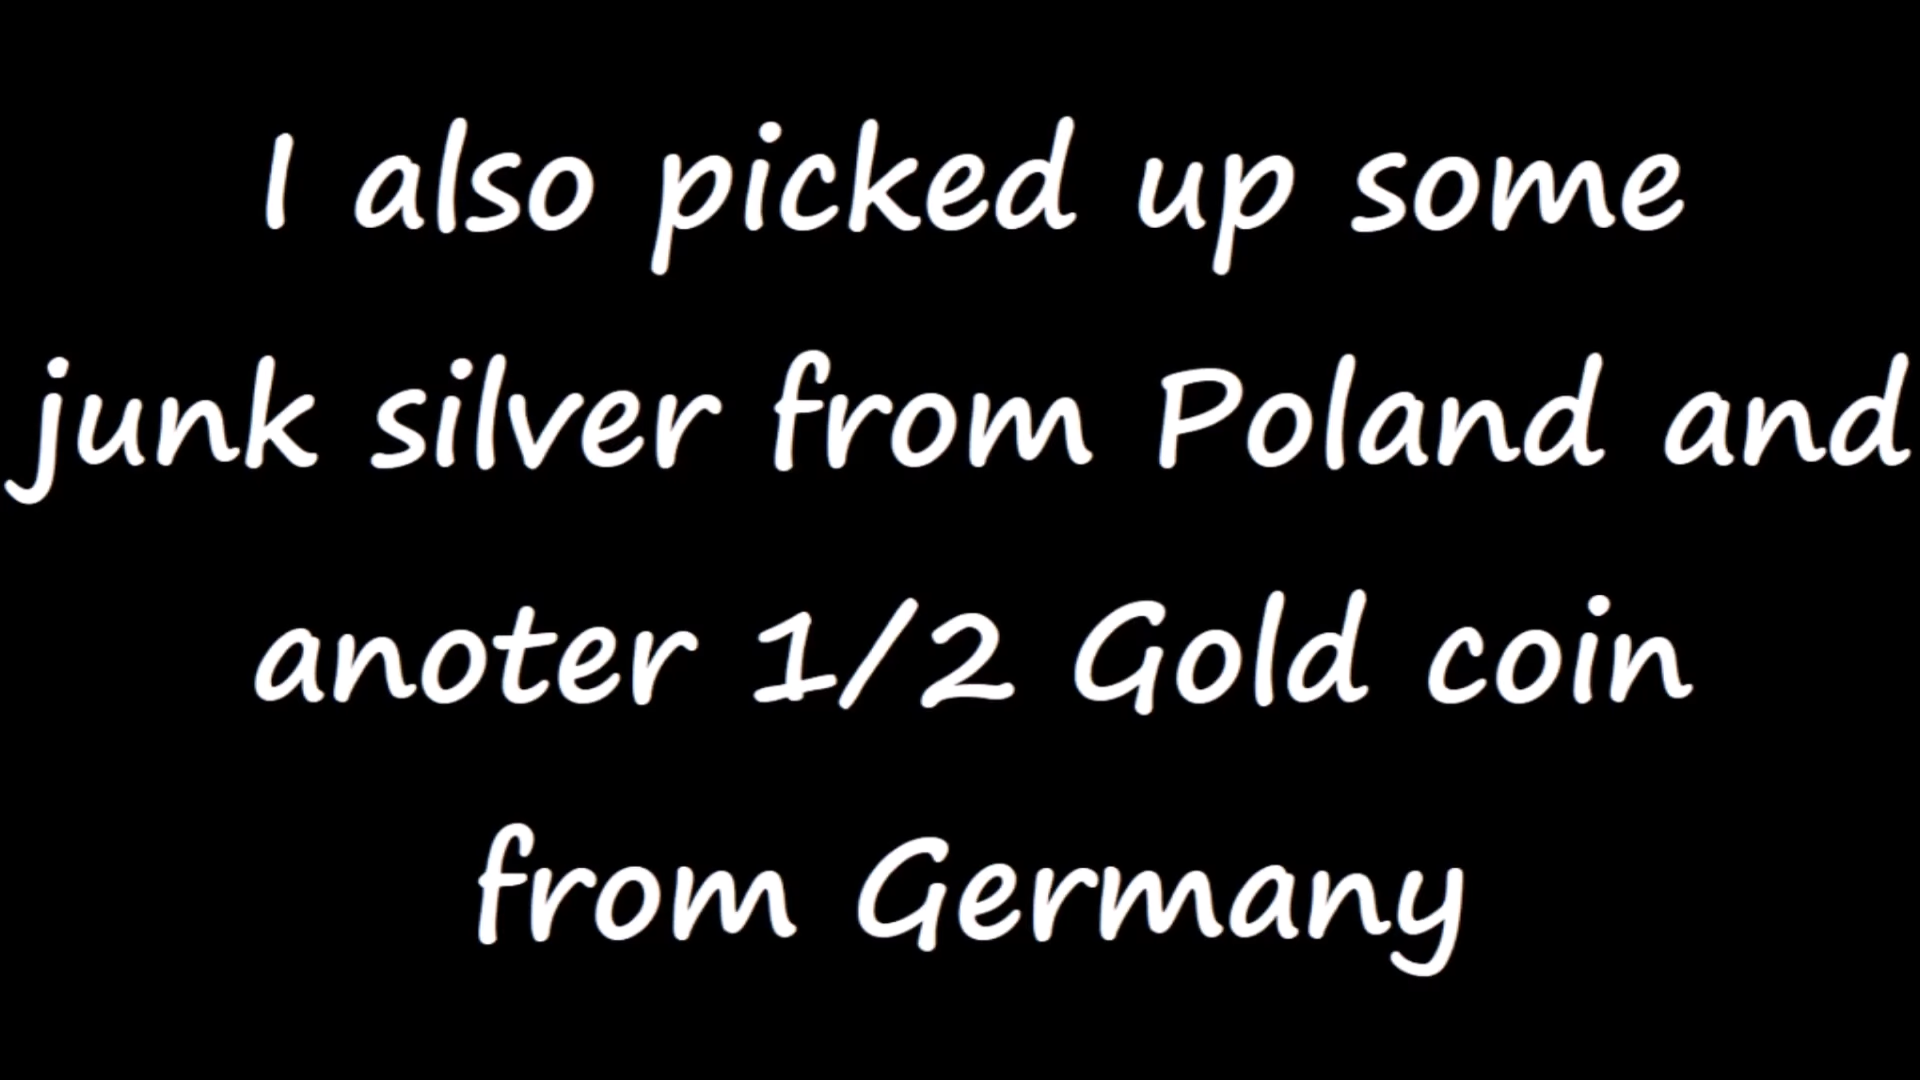 I also picked up some
junk silver from Poland and
anoter 1/2 Gold coin
from Germany